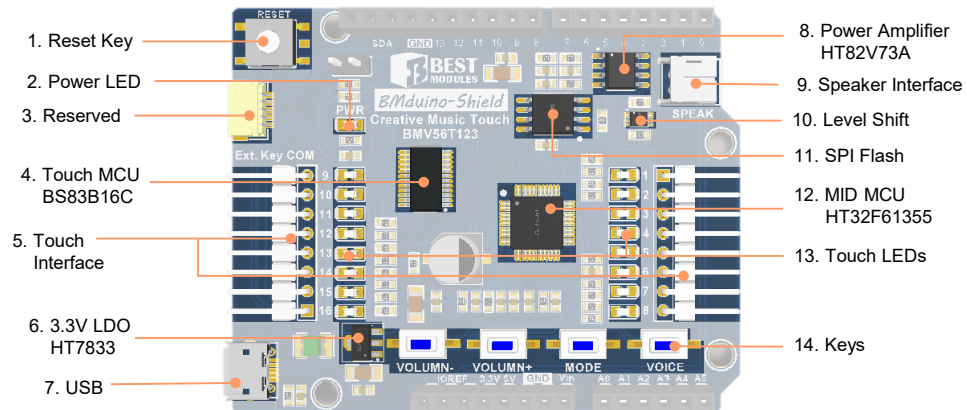 1. Reset Key
2. Power LED
3. Reserved
4. Touch MCU
BS83B16C
5. Touch
Interface
6. 3.3V LDO
HT7833
7. USB
RESET
SDA GND 13 12 11 10 9 8 7 6 5 4 3 2 1 0
BEST
MODULES
BMduino-Shield
Creative Music Touch
BMV56T123
PWR
SPEAK
Ext. Key COM
9
10
11
12
13
14
15
16
1
2
3
4
5
6
7
8
VOLUMN-
VOLUMN+
MODE
VOICE
IOREF 3.3V 5V GND Vin A0 A1 A2 A3 A4 A5
8. Power Amplifier
HT82V73A
9. Speaker Interface
10. Level Shift
11. SPI Flash
12. MID MCU
HT32F61355
13. Touch LEDs
14. Keys